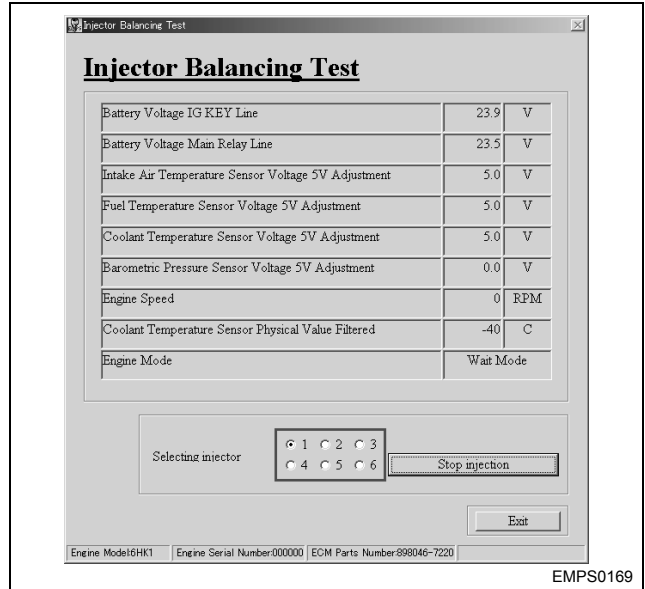 Injector Balancing Test
Injector Balancing Test
Battery Voltage IG KEY Line 23.9 V
Battery Voltage Main Relay Line 23.5 V
Intake Air Temperature Sensor Voltage 5V Adjustment 5.0 V
Fuel Temperature Sensor Voltage 5V Adjustment 5.0 V
Coolant Temperature Sensor Voltage 5V Adjustment 5.0 V
Barometric Pressure Sensor Voltage 5V Adjustment 0.0 V
Engine Speed 0 RPM
Coolant Temperature Sensor Physical Value Filtered -40 C
Engine Mode Wait Mode
Selecting injector
1 2 3
4 5 6
Stop injection
Exit
Engine Model:6HK1 Engine Serial Number:000000 ECM Parts Number:898046-7220
EMPS0169